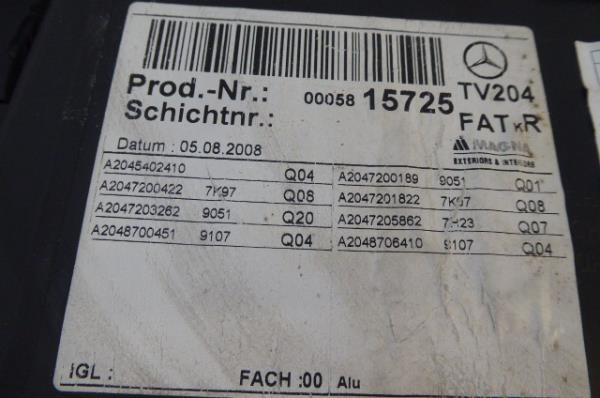 Prod.-Nr.: 00058 15725 TV204
Schichtnr.: FAT R
MAGNA
EXTERIORS & INTERIORS
Datum : 05.08.2008
A2045402410 Q04 A2047200189 9051 Q01
A2047200422 7K97 Q08 A2047201822 7K97 Q08
A2047203262 9051 Q20 A2047205862 7H23 Q07
A2048700451 9107 Q04 A2048706410 9107 Q04
IGL : FACH :00 Alu